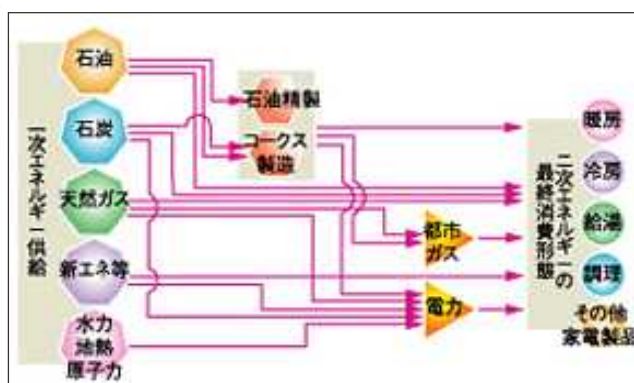 一次エネルギー供給
石油
石炭
天然ガス
新エネ等
水力
地熱
原子力
石油精製
コークス
製造
都市
ガス
電力
二次エネルギーの
最終消費形態
暖房
冷房
給湯
調理
その他
家電製品